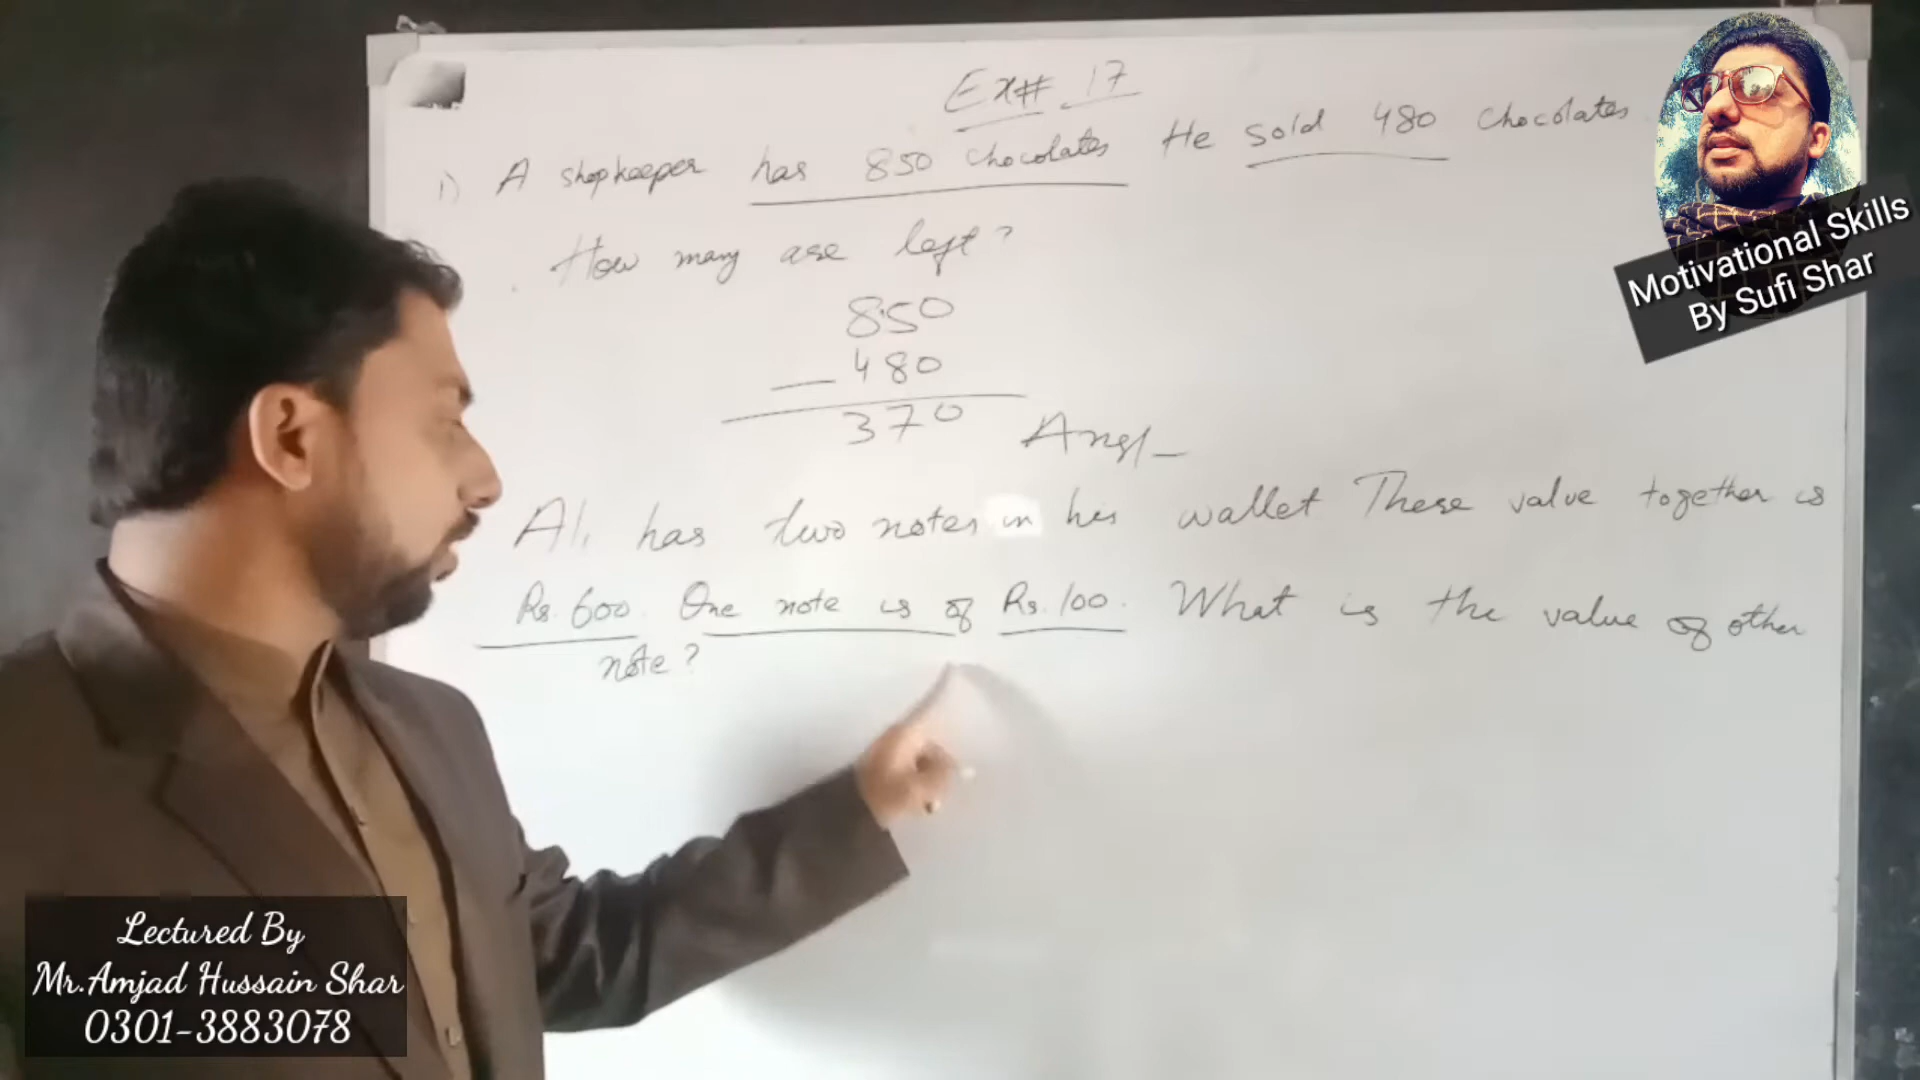 Ex# 17
1) A shopkeeper has 850 chocolates He sold 480 chocolates.
How many are left?
850
— 480
370 Ans/-
Ali has two notes in his wallet These value together is
Rs. 600. One note is of Rs. 100. What is the value of other
note?
Motivational Skills
By Sufi Shar
Lectured By
Mr.Amjad Hussain Shar
0301-3883078